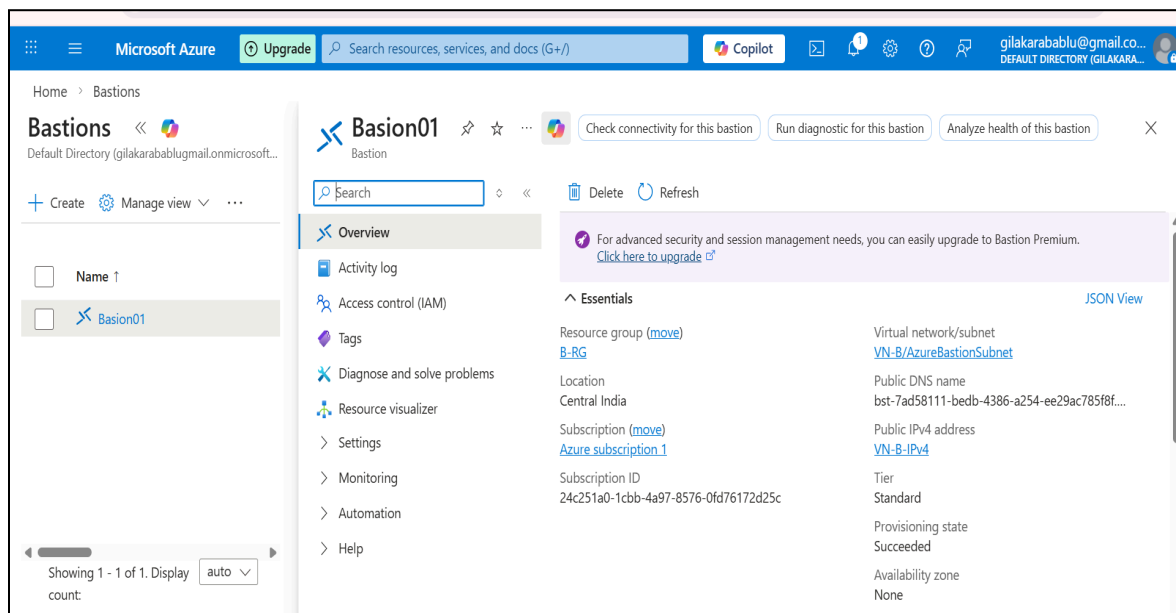 Microsoft Azure
Upgrade
Search resources, services, and docs (G+/)
Copilot
1
gilakarabablu@gmail.co...
DEFAULT DIRECTORY (GILAKARA...
Home > Bastions
Bastions
Default Directory (gilakarabablugmail.onmicrosoft...
+ Create
Manage view
...
Name ↑
Basion01
Showing 1 - 1 of 1. Display
count:
auto
Basion01
Bastion
...
Check connectivity for this bastion
Run diagnostic for this bastion
Analyze health of this bastion
Search
Overview
Activity log
Access control (IAM)
Tags
Diagnose and solve problems
Resource visualizer
Settings
Monitoring
Automation
Help
Delete
Refresh
For advanced security and session management needs, you can easily upgrade to Bastion Premium.
Click here to upgrade
Essentials
JSON View
Resource group (move)
B-RG
Location
Central India
Subscription (move)
Azure subscription 1
Subscription ID
24c251a0-1cbb-4a97-8576-0fd76172d25c
Virtual network/subnet
VN-B/AzureBastionSubnet
Public DNS name
bst-7ad58111-bedb-4386-a254-ee29ac785f8f....
Public IPv4 address
VN-B-IPv4
Tier
Standard
Provisioning state
Succeeded
Availability zone
None